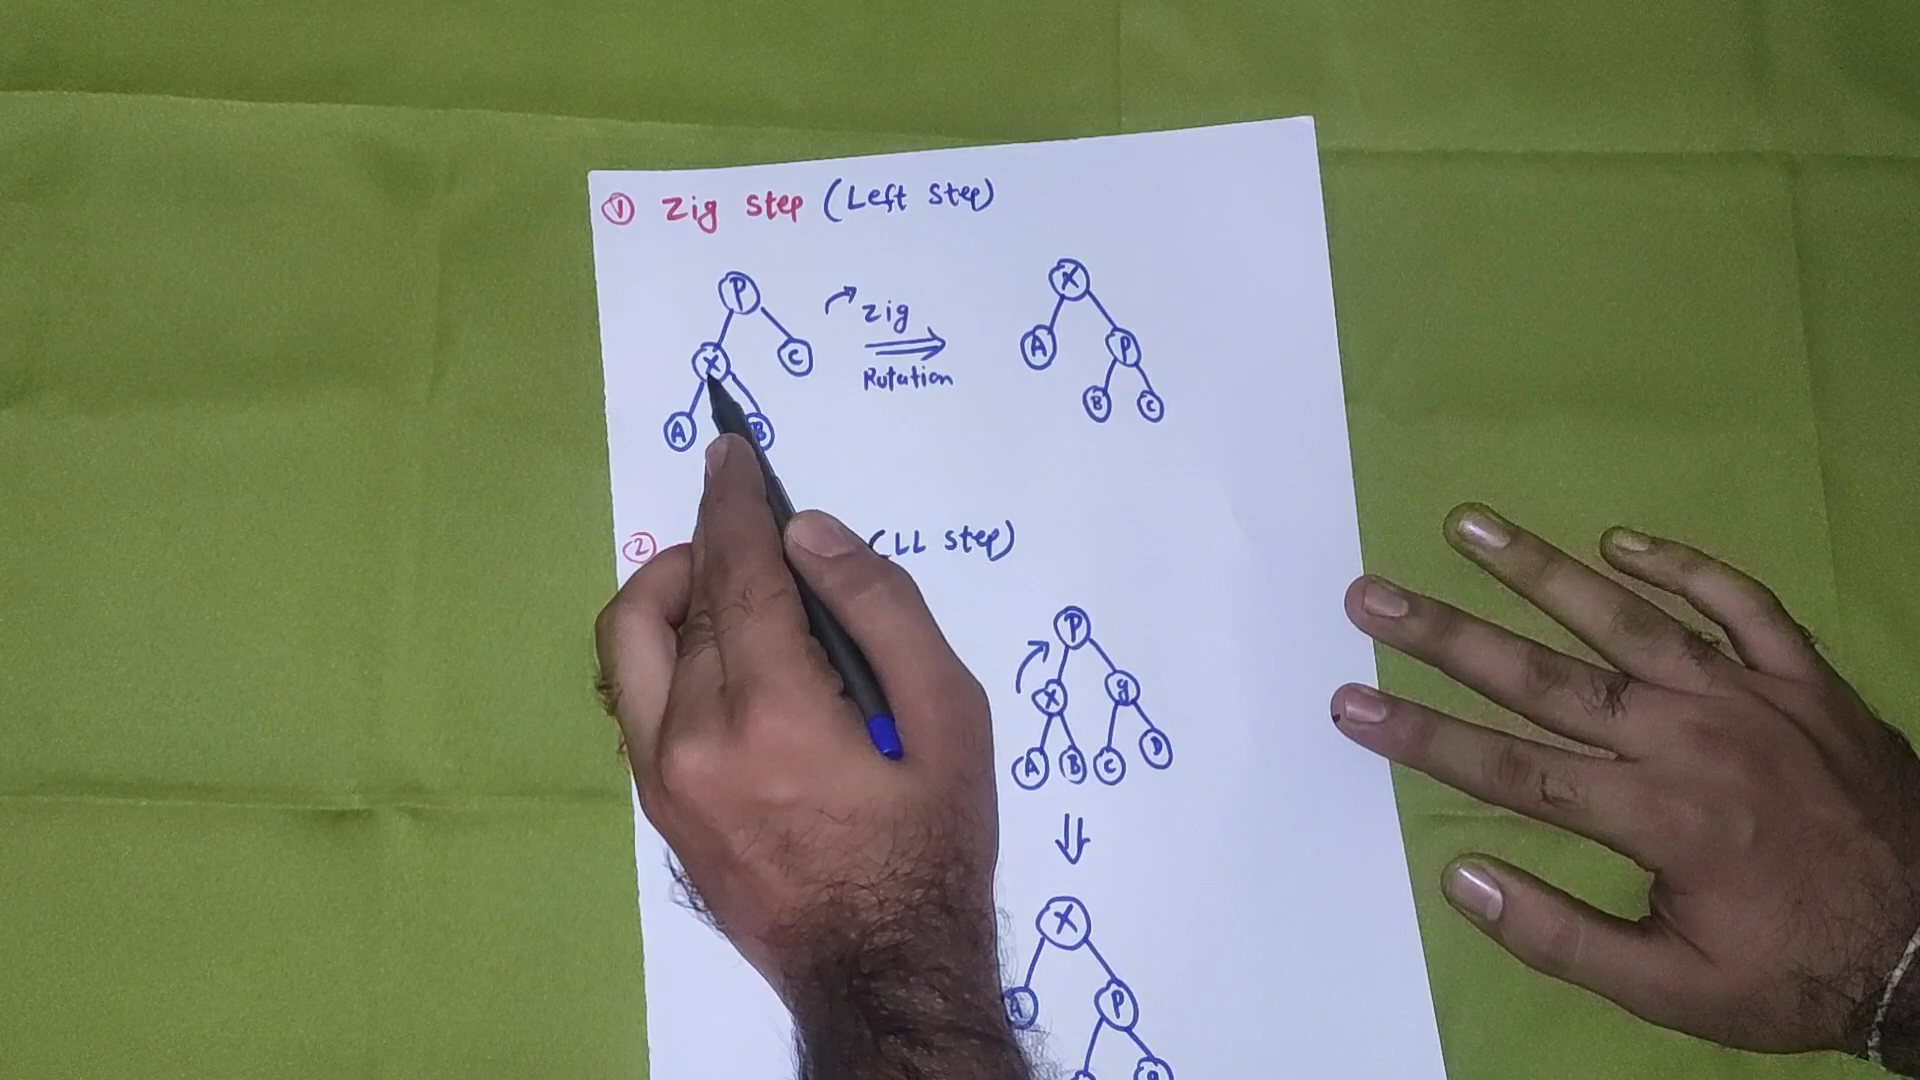 ① Zig Step (Left Step)
P
X C
A B
Zig
Rotation
X
A P
B C
② (LL Step)
P
X g
A B C D
X
A P
g